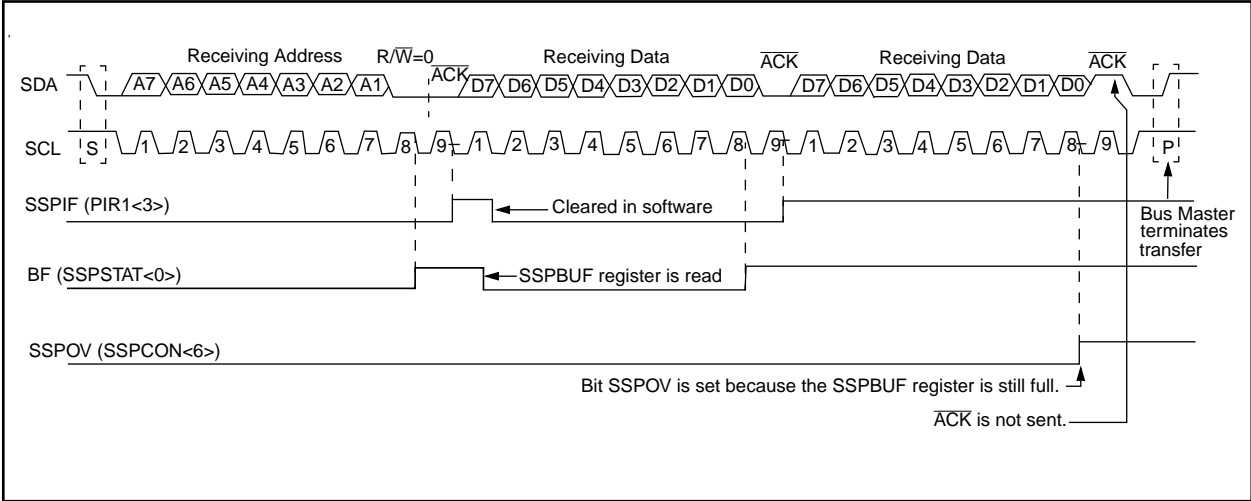 Receiving Address R/W̅=0 Receiving Data Receiving Data
A̅C̅K̅ A̅C̅K̅ A̅C̅K̅
SDA A7 A6 A5 A4 A3 A2 A1 D7 D6 D5 D4 D3 D2 D1 D0 D7 D6 D5 D4 D3 D2 D1 D0
SCL S 1 2 3 4 5 6 7 8 9 1 2 3 4 5 6 7 8 9 1 2 3 4 5 6 7 8 9 P
SSPIF (PIR1<3>) Cleared in software
Bus Master
terminates
transfer
BF (SSPSTAT<0>) SSPBUF register is read
SSPOV (SSPCON<6>)
Bit SSPOV is set because the SSPBUF register is still full.
A̅C̅K̅ is not sent.